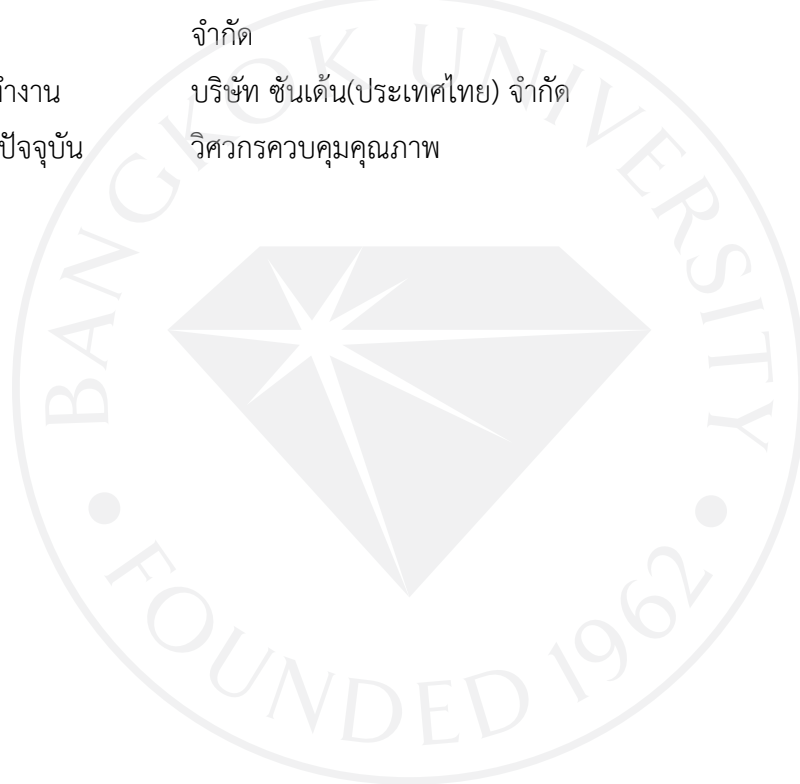 จำกัด
ทำงาน บริษัท ซันเด้น(ประเทศไทย) จำกัด
ปัจจุบัน วิศวกรควบคุมคุณภาพ
BANGKOK UNIVERSITY
FOUNDED 1962